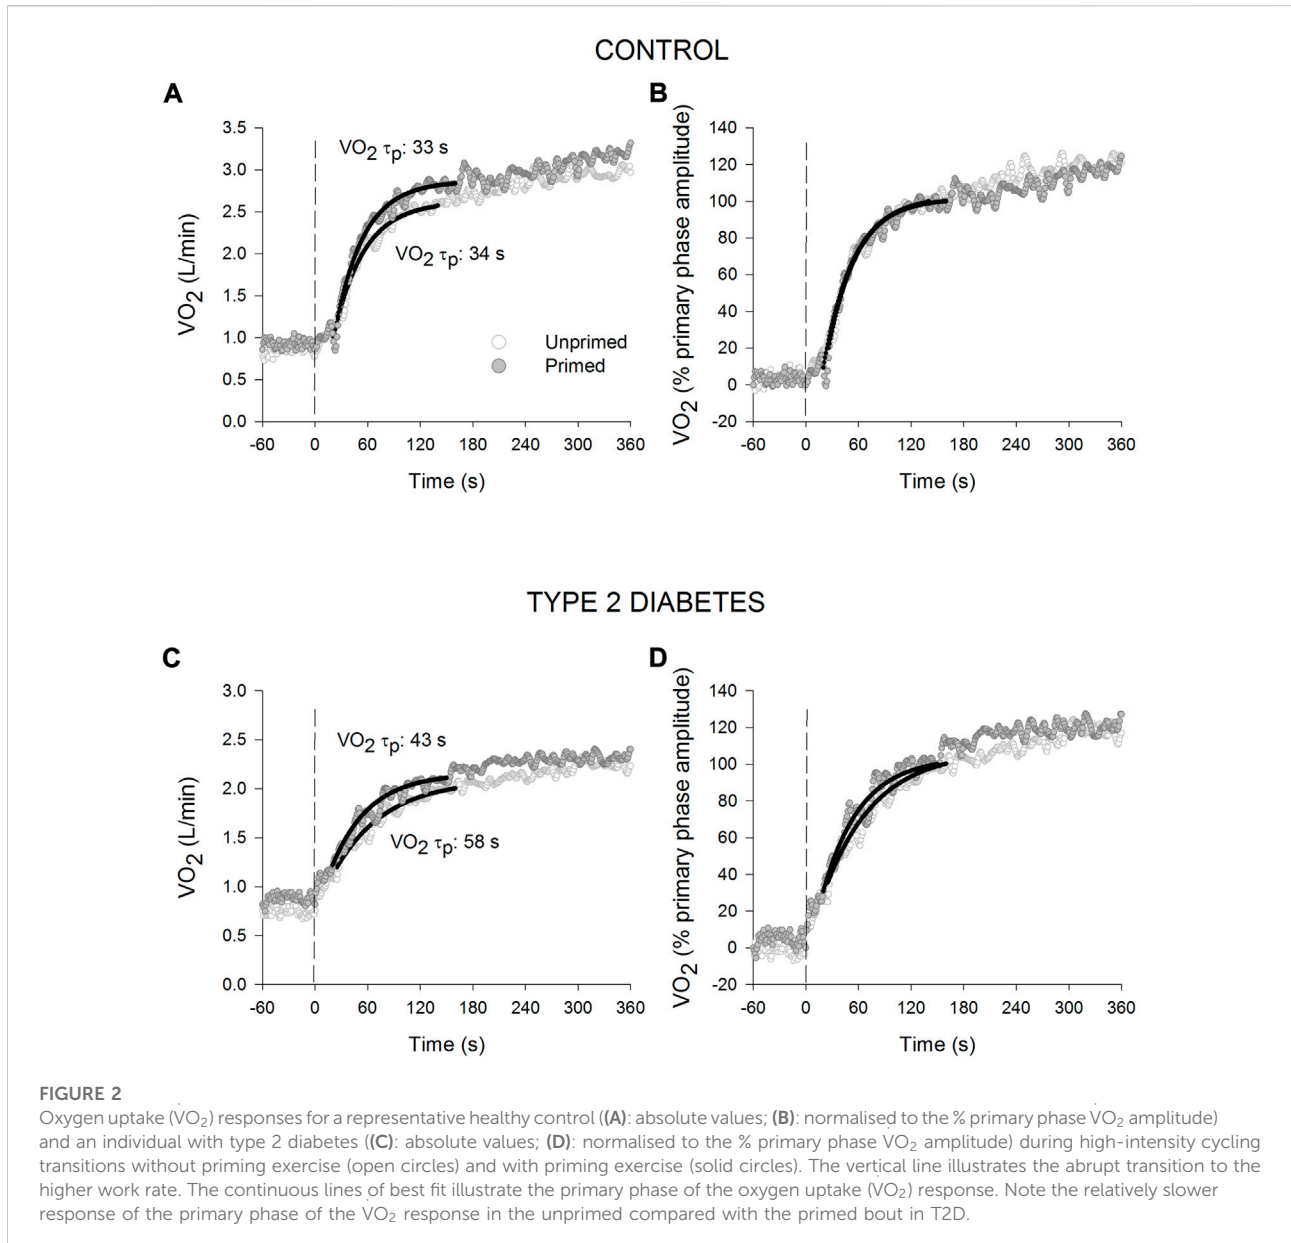 CONTROL
A
B
VO2 (L/min)
3.5
3.0
2.5
2.0
1.5
1.0
0.5
0.0
VO2 τp: 33 s
VO2 τp: 34 s
Unprimed
Primed
-60 0 60 120 180 240 300 360
Time (s)
VO2 (% primary phase amplitude)
140
120
100
80
60
40
20
0
-20
-60 0 60 120 180 240 300 360
Time (s)
TYPE 2 DIABETES
C
D
VO2 (L/min)
3.0
2.5
2.0
1.5
1.0
0.5
0.0
VO2 τp: 43 s
VO2 τp: 58 s
-60 0 60 120 180 240 300 360
Time (s)
VO2 (% primary phase amplitude)
140
120
100
80
60
40
20
0
-20
-60 0 60 120 180 240 300 360
Time (s)
FIGURE 2
Oxygen uptake (V̇O2) responses for a representative healthy control ((A): absolute values; (B): normalised to the % primary phase V̇O2 amplitude)
and an individual with type 2 diabetes ((C): absolute values; (D): normalised to the % primary phase V̇O2 amplitude) during high-intensity cycling
transitions without priming exercise (open circles) and with priming exercise (solid circles). The vertical line illustrates the abrupt transition to the
higher work rate. The continuous lines of best fit illustrate the primary phase of the oxygen uptake (V̇O2) response. Note the relatively slower
response of the primary phase of the V̇O2 response in the unprimed compared with the primed bout in T2D.